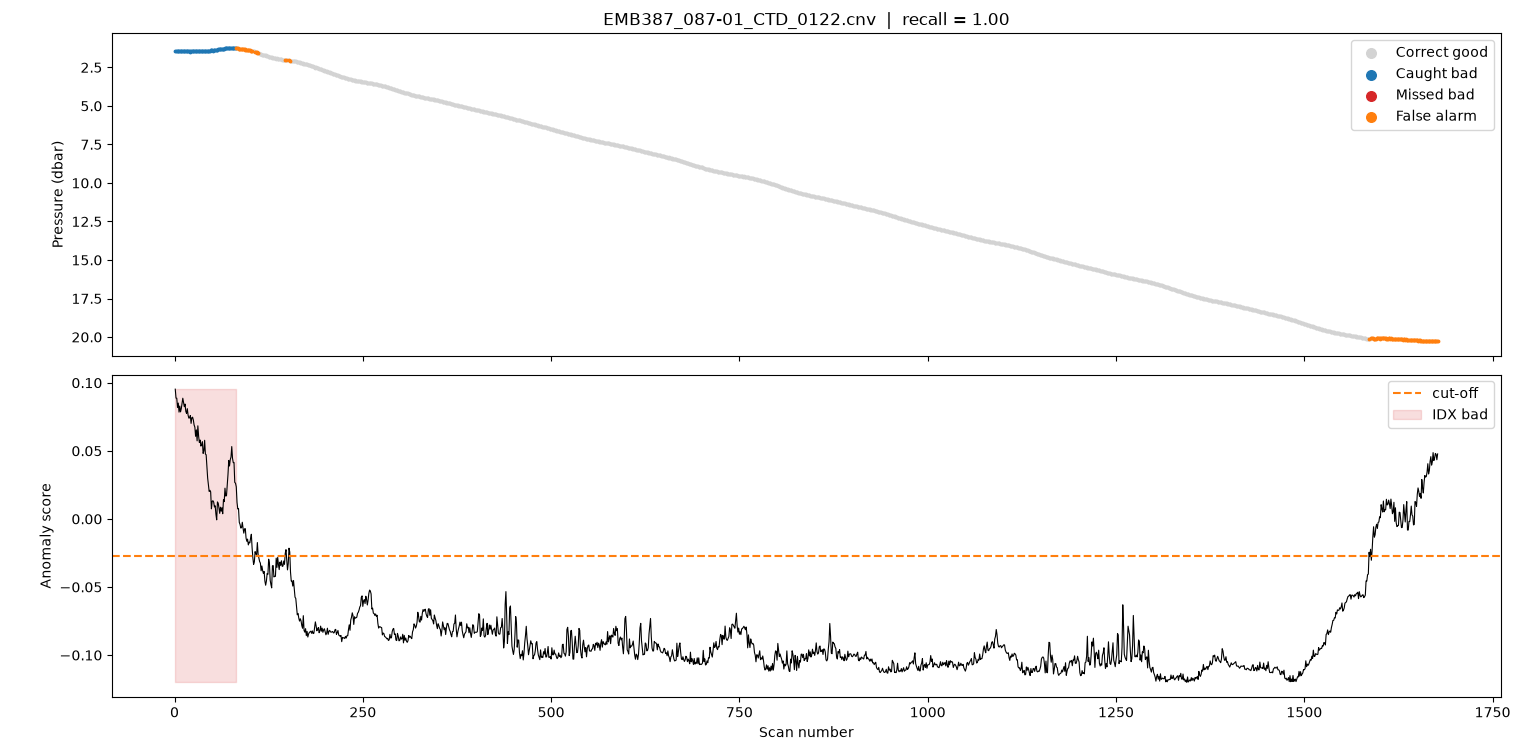 EMB387_087-01_CTD_0122.cnv | recall = 1.00
Correct good
Caught bad
Missed bad
False alarm
Pressure (dbar)
2.5
5.0
7.5
10.0
12.5
15.0
17.5
20.0
cut-off
IDX bad
Anomaly score
0.10
0.05
0.00
−0.05
−0.10
0
250
500
750
1000
1250
1500
1750
Scan number